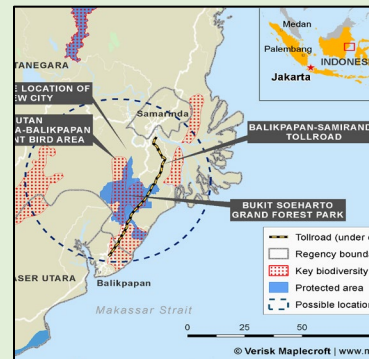 Medan
Palembang
Jakarta
INDONES
TANEGARA
E LOCATION OF
EW CITY
Samarinda
UTAN
A-BALIKPAPAN
NT BIRD AREA
BALIKPAPAN-SAMIRAND
TOLLROAD
BUKIT SOEHARTO
GRAND FOREST PARK
ASER UTARA
Balikpapan
Makassar Strait
Tollroad (under c
Regency bound
Key biodiversity
Protected area
Possible location
0 25 50
© Verisk Maplecroft | www.m